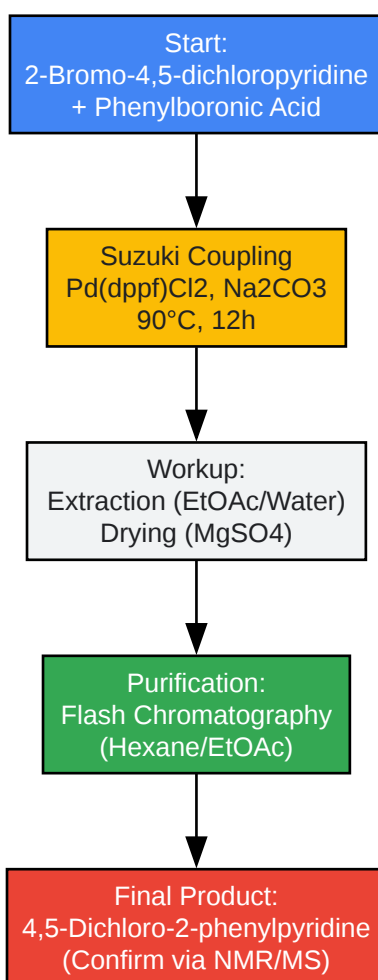 Start:
2-Bromo-4,5-dichloropyridine
+ Phenylboronic Acid
Suzuki Coupling
Pd(dppf)Cl2, Na2CO3
90°C, 12h
Workup:
Extraction (EtOAc/Water)
Drying (MgSO4)
Purification:
Flash Chromatography
(Hexane/EtOAc)
Final Product:
4,5-Dichloro-2-phenylpyridine
(Confirm via NMR/MS)